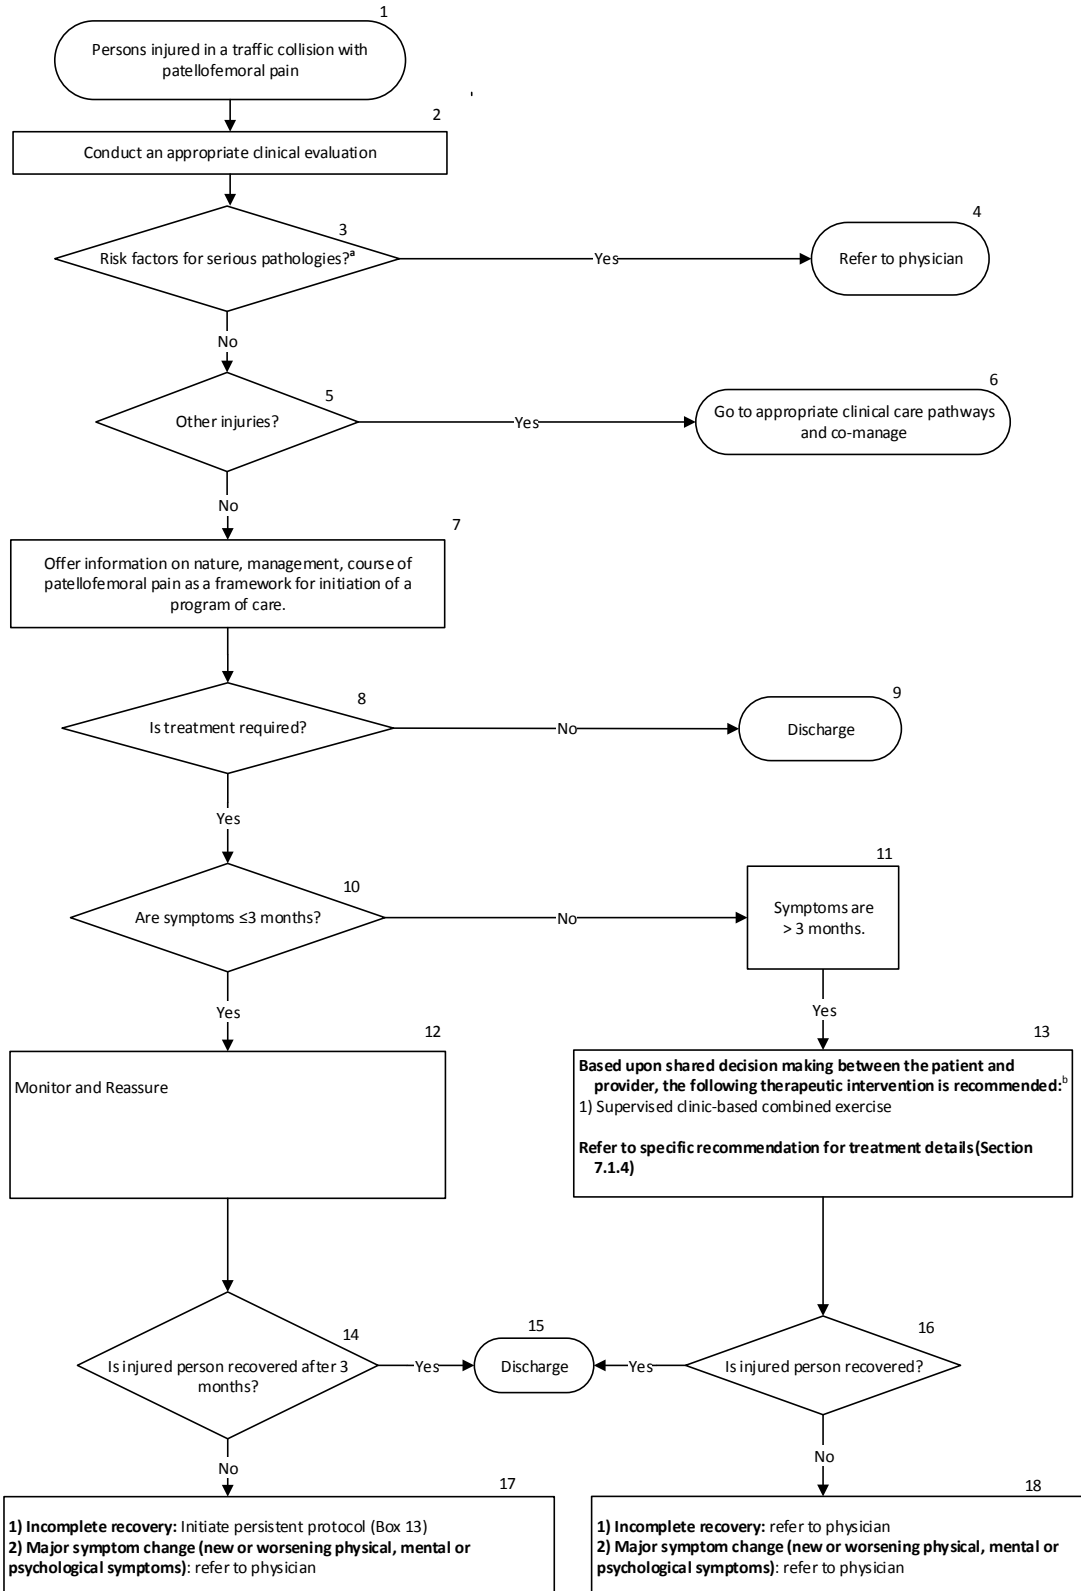 1
Persons injured in a traffic collision with
patellofemoral pain
2
Conduct an appropriate clinical evaluation
3
Risk factors for serious pathologies?ᵃ
Yes
4
Refer to physician
No
5
Other injuries?
Yes
6
Go to appropriate clinical care pathways
and co-manage
No
7
Offer information on nature, management, course of
patellofemoral pain as a framework for initiation of a
program of care.
8
Is treatment required?
No
9
Discharge
Yes
10
Are symptoms ≤3 months?
No
11
Symptoms are
> 3 months.
Yes
Yes
12
Monitor and Reassure
13
Based upon shared decision making between the patient and
provider, the following therapeutic intervention is recommended:ᵇ
1) Supervised clinic-based combined exercise
Refer to specific recommendation for treatment details (Section
7.1.4)
14
Is injured person recovered after 3
months?
Yes
15
Discharge
Yes
16
Is injured person recovered?
No
No
17
1) Incomplete recovery: Initiate persistent protocol (Box 13)
2) Major symptom change (new or worsening physical, mental or
psychological symptoms): refer to physician
18
1) Incomplete recovery: refer to physician
2) Major symptom change (new or worsening physical, mental or
psychological symptoms): refer to physician